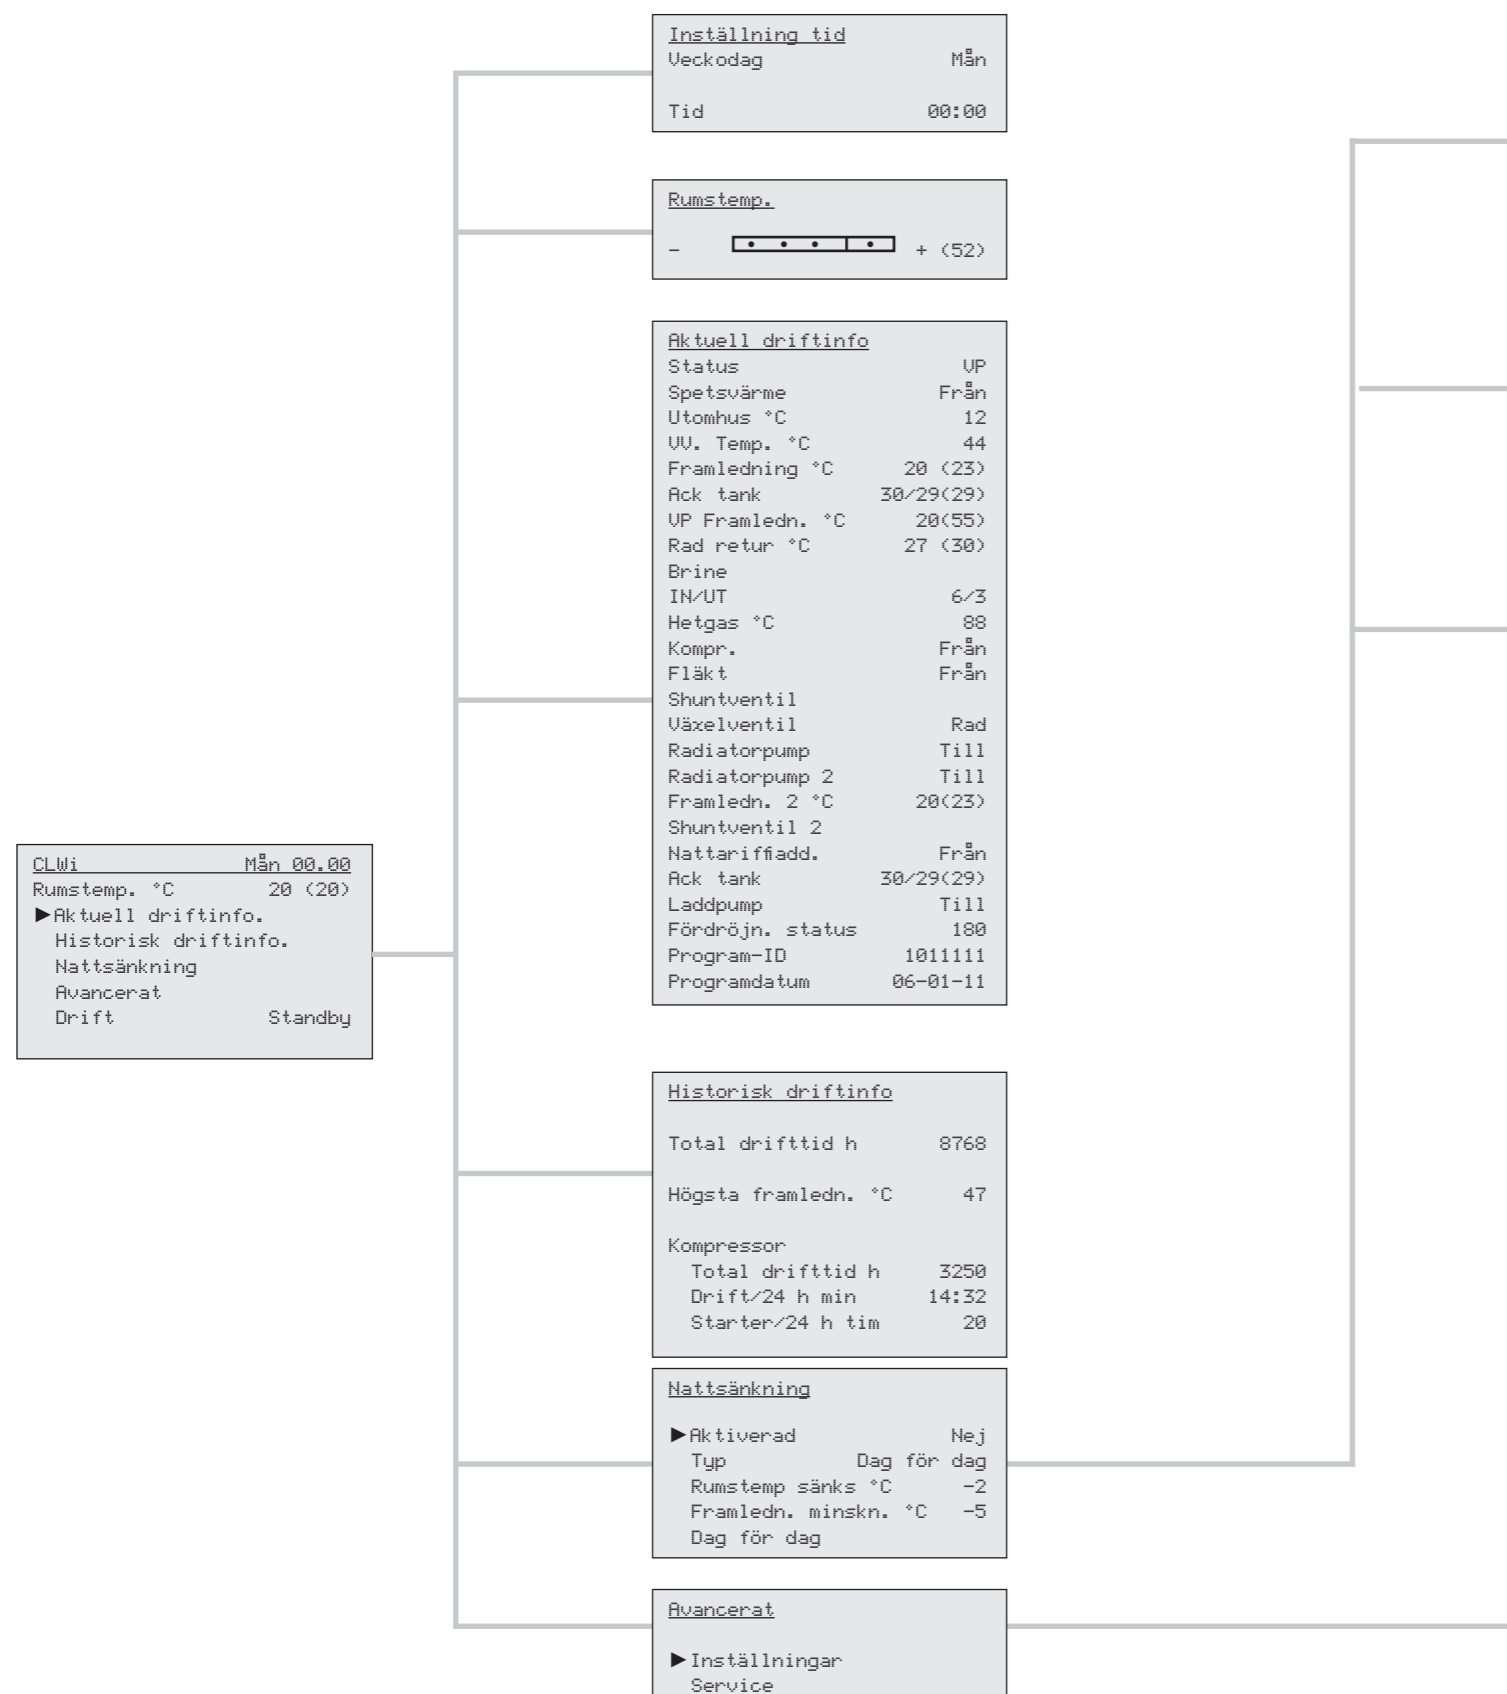 Inställning tid
Veckodag Mån
Tid 00:00
Rumstemp.
- + (52)
Aktuell driftinfo
Status VP
Spetsvärme Från
Utomhus °C 12
VV. Temp. °C 44
Framledning °C 20 (23)
Ack tank 30/29(29)
VP Framledn. °C 20(55)
Rad retur °C 27 (30)
Brine
IN/UT 6/3
Hetgas °C 88
Kompr. Från
Fläkt Från
Shuntventil
Växelventil Rad
Radiatorpump Till
Radiatorpump 2 Till
Framledn. 2 °C 20(23)
Shuntventil 2
Nattariffiadd. Från
Ack tank 30/29(29)
Laddpump Till
Fördröjn. status 180
Program-ID 1011111
Programdatum 06-01-11
CLWi Mån 00.00
Rumstemp. °C 20 (20)
►Aktuell driftinfo.
Historisk driftinfo.
Nattsänkning
Avancerat
Drift Standby
Historisk driftinfo
Total drifttid h 8768
Högsta framledn. °C 47
Kompressor
Total drifttid h 3250
Drift/24 h min 14:32
Starter/24 h tim 20
Nattsänkning
►Aktiverad Nej
Typ Dag för dag
Rumstemp sänks °C -2
Framledn. minskn. °C -5
Dag för dag
Avancerat
►Inställningar
Service